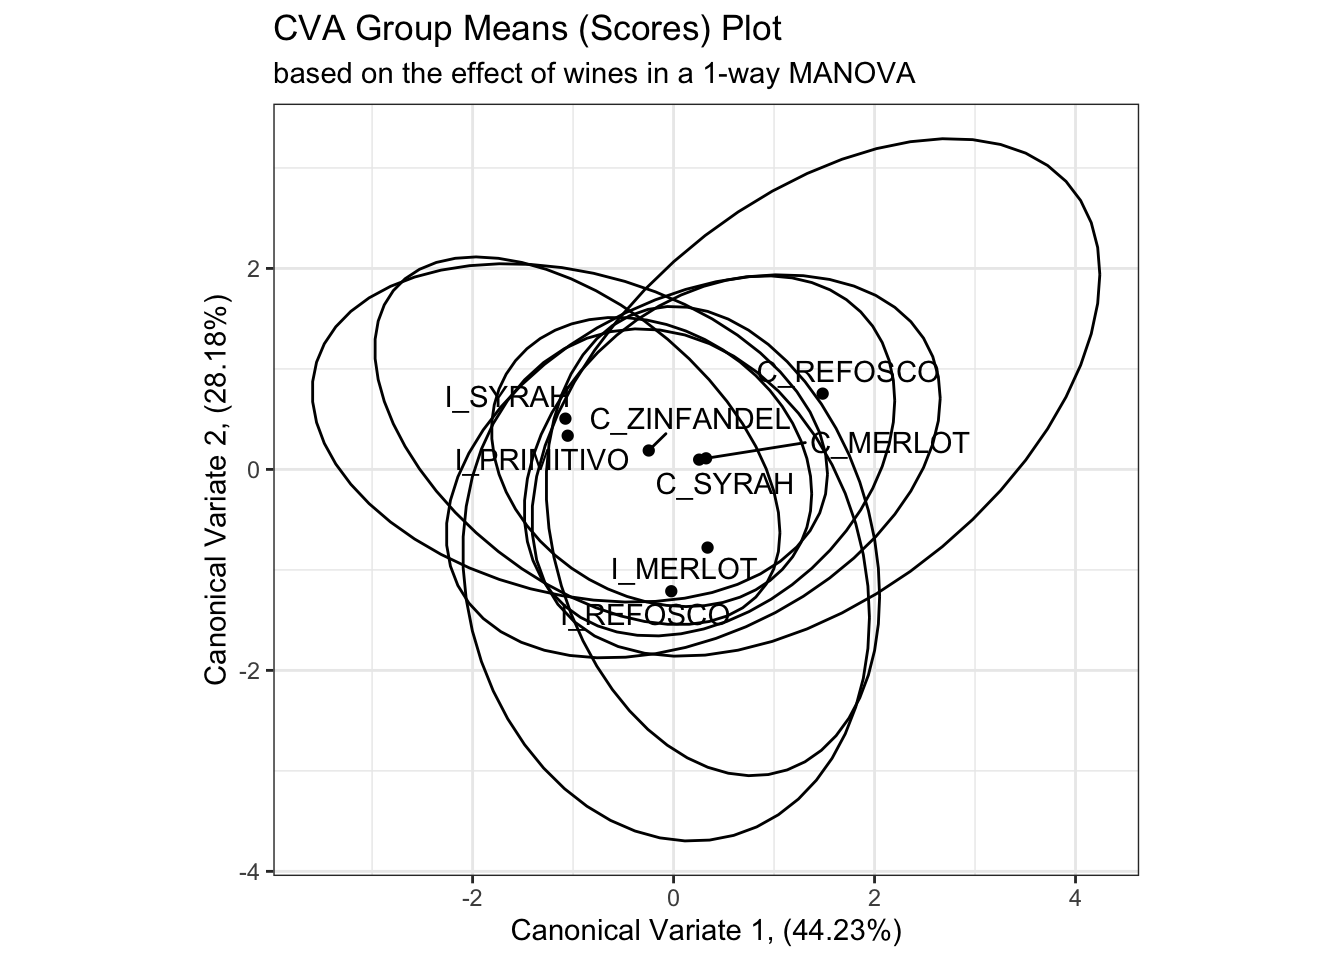 CVA Group Means (Scores) Plot
based on the effect of wines in a 1-way MANOVA
Canonical Variate 2, (28.18%)
2
0
-2
-4
C_REFOSCO
I_SYRAH
C_ZINFANDEL
C_MERLOT
I_PRIMITIVO
C_SYRAH
I_MERLOT
I_REFOSCO
-2 0 2 4
Canonical Variate 1, (44.23%)